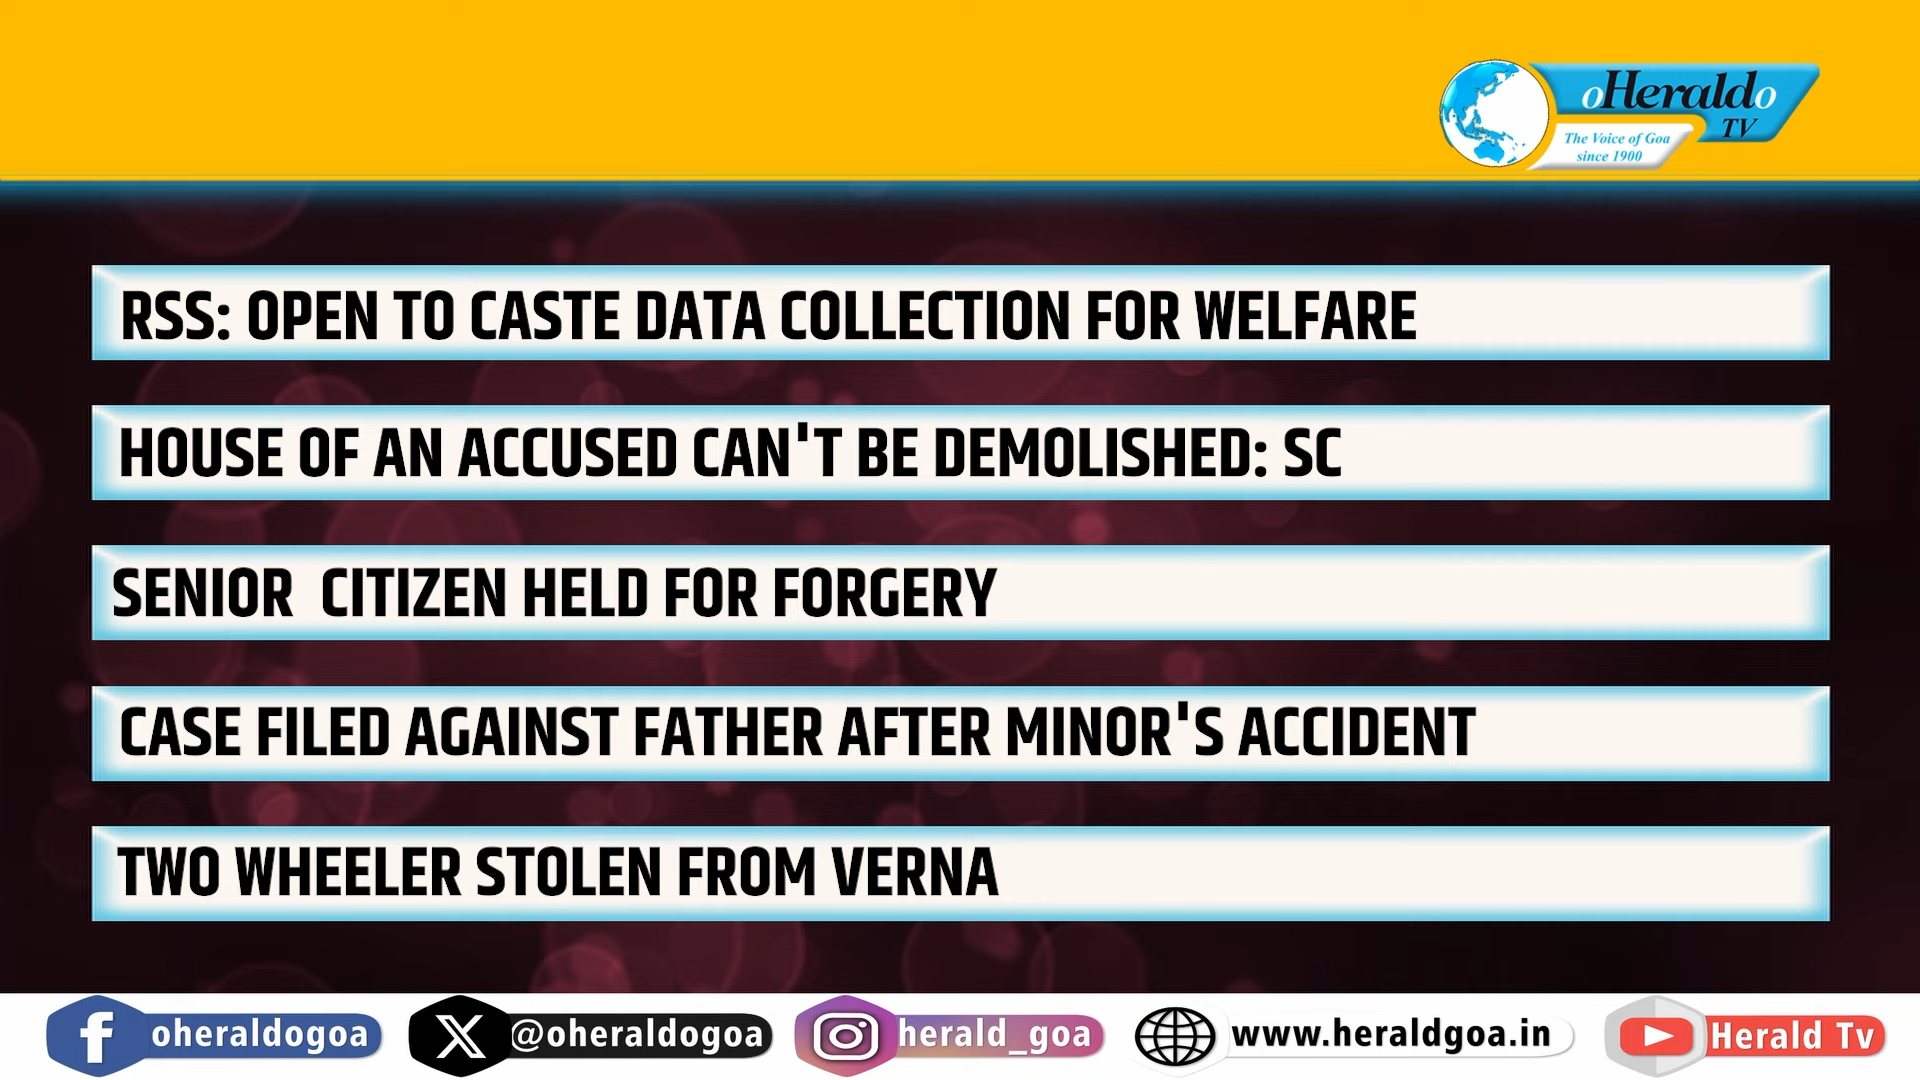 oHeraldo
TV
The Voice of Goa
since 1900
RSS: OPEN TO CASTE DATA COLLECTION FOR WELFARE
HOUSE OF AN ACCUSED CAN'T BE DEMOLISHED: SC
SENIOR CITIZEN HELD FOR FORGERY
CASE FILED AGAINST FATHER AFTER MINOR'S ACCIDENT
TWO WHEELER STOLEN FROM VERNA
oheraldogoa @oheraldogoa herald_goa www.heraldgoa.in Herald Tv